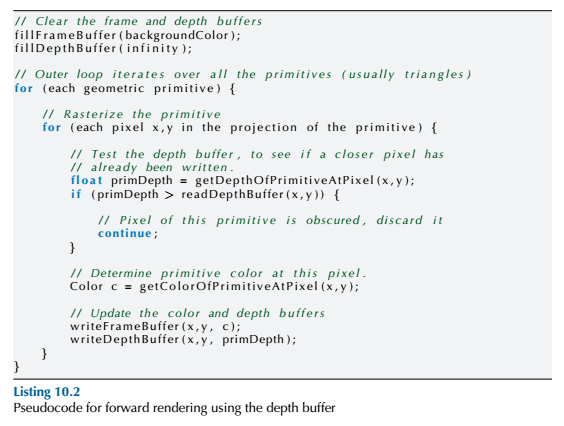 // Clear the frame and depth buffers
fillFrameBuffer(backgroundColor);
fillDepthBuffer(infinity);
// Outer loop iterates over all the primitives (usually triangles)
for (each geometric primitive) {
// Rasterize the primitive
for (each pixel x,y in the projection of the primitive) {
// Test the depth buffer, to see if a closer pixel has
// already been written.
float primDepth = getDepthOfPrimitiveAtPixel(x,y);
if (primDepth > readDepthBuffer(x,y)) {
// Pixel of this primitive is obscured, discard it
continue;
}
// Determine primitive color at this pixel.
Color c = getColorOfPrimitiveAtPixel(x,y);
// Update the color and depth buffers
writeFrameBuffer(x,y, c);
writeDepthBuffer(x,y, primDepth);
}
}
Listing 10.2
Pseudocode for forward rendering using the depth buffer